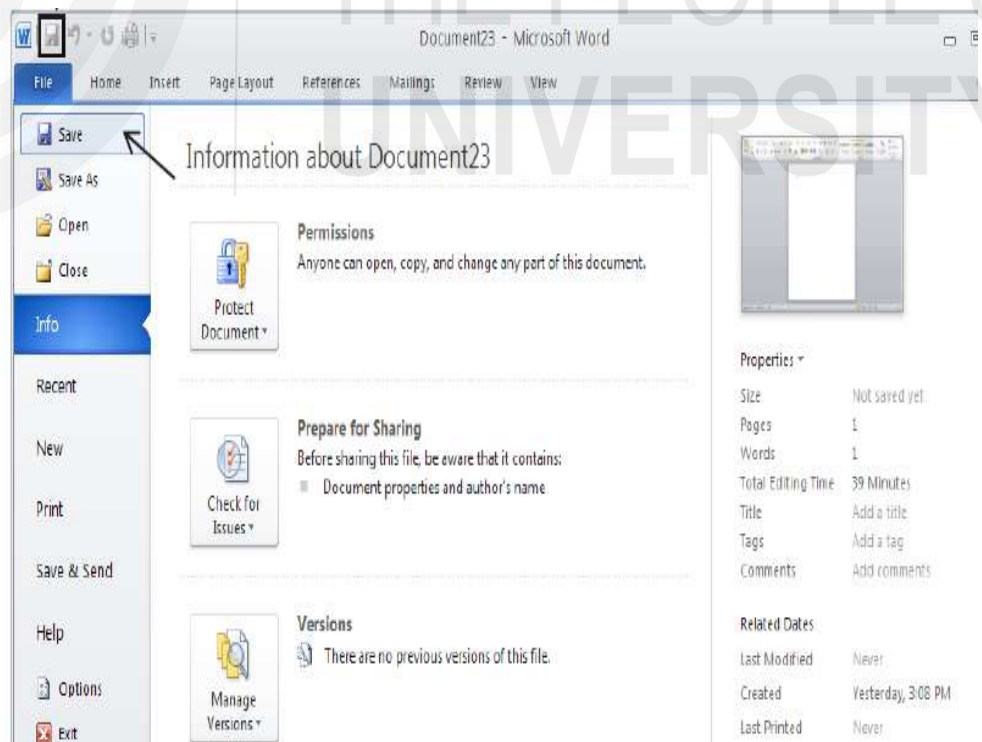 THE PEOPLE'
UNIVERSITY
W
Document23 - Microsoft Word
File Home Insert Page Layout References Mailings Review View
Save
Save As
Open
Close
Info
Recent
New
Print
Save & Send
Help
Options
Exit
Information about Document23
Protect
Document
Permissions
Anyone can open, copy, and change any part of this document.
Check for
Issues
Prepare for Sharing
Before sharing this file, be aware that it contains:
Document properties and author's name
Manage
Versions
Versions
There are no previous versions of this file.
Properties
Size Not saved yet
Pages 1
Words 1
Total Editing Time 39 Minutes
Title Add a title
Tags Add a tag
Comments Add comments
Related Dates
Last Modified Never
Created Yesterday, 3:08 PM
Last Printed Never